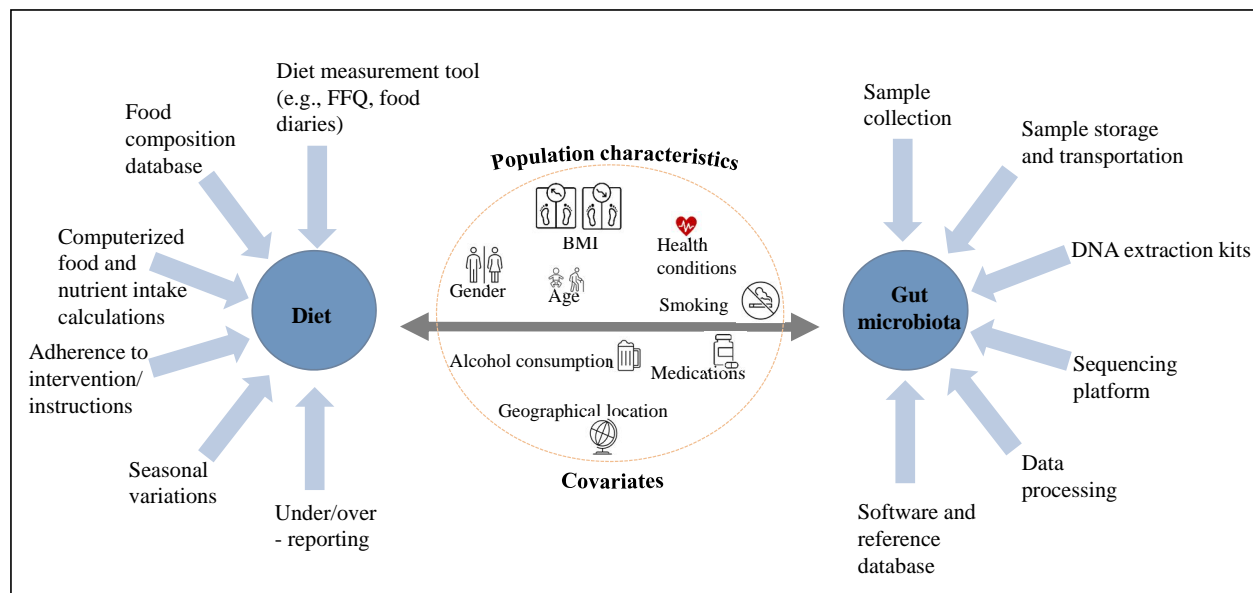 Diet measurement tool
(e.g., FFQ, food
diaries)
Food
composition
database
Computerized
food and
nutrient intake
calculations
Adherence to
intervention/
instructions
Seasonal
variations
Under/over
- reporting
Diet
Population characteristics
BMI
Health
conditions
Gender
Age
Smoking
Alcohol consumption
Medications
Geographical location
Covariates
Gut
microbiota
Sample
collection
Sample storage
and transportation
DNA extraction kits
Sequencing
platform
Data
processing
Software and
reference
database